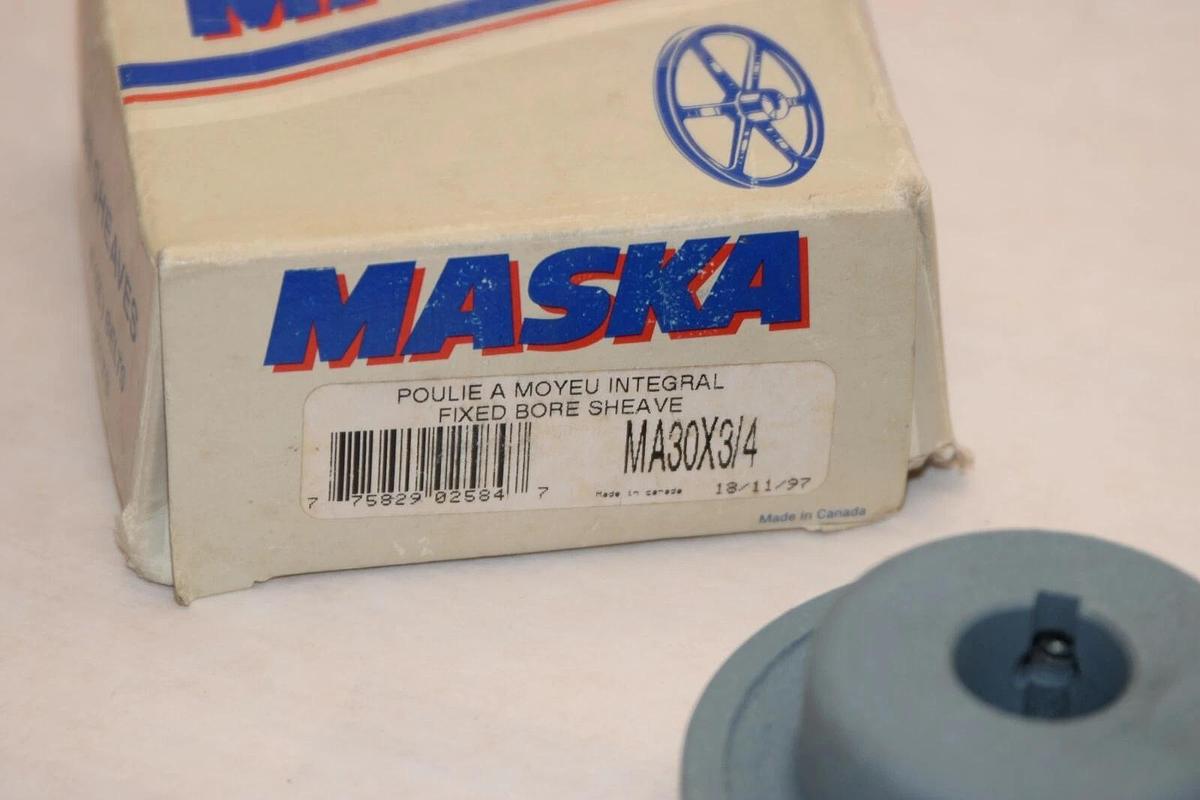 MASKA
POULIE A MOYEU INTEGRAL
FIXED BORE SHEAVE
MA30X3/4
7 75829 02584 7
Made in canada
18/11/97
Made in Canada
SHEAVES